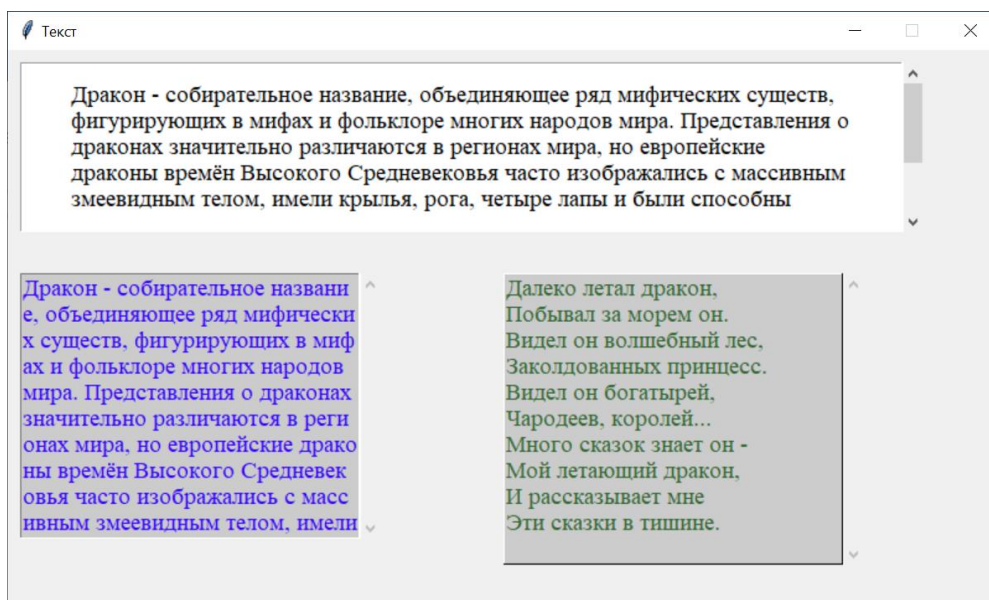 Текст
Дракон - собирательное название, объединяющее ряд мифических существ,
фигурирующих в мифах и фольклоре многих народов мира. Представления о
драконах значительно различаются в регионах мира, но европейские
драконы времён Высокого Средневековья часто изображались с массивным
змеевидным телом, имели крылья, рога, четыре лапы и были способны
Дракон - собирательное названи
е, объединяющее ряд мифически
х существ, фигурирующих в миф
ах и фольклоре многих народов
мира. Представления о драконах
значительно различаются в реги
онах мира, но европейские драко
ны времён Высокого Средневек
овья часто изображались с масс
ивным змеевидным телом, имели
Далеко летал дракон,
Побывал за морем он.
Видел он волшебный лес,
Заколдованных принцесс.
Видел он богатырей,
Чародеев, королей...
Много сказок знает он -
Мой летающий дракон,
И рассказывает мне
Эти сказки в тишине.